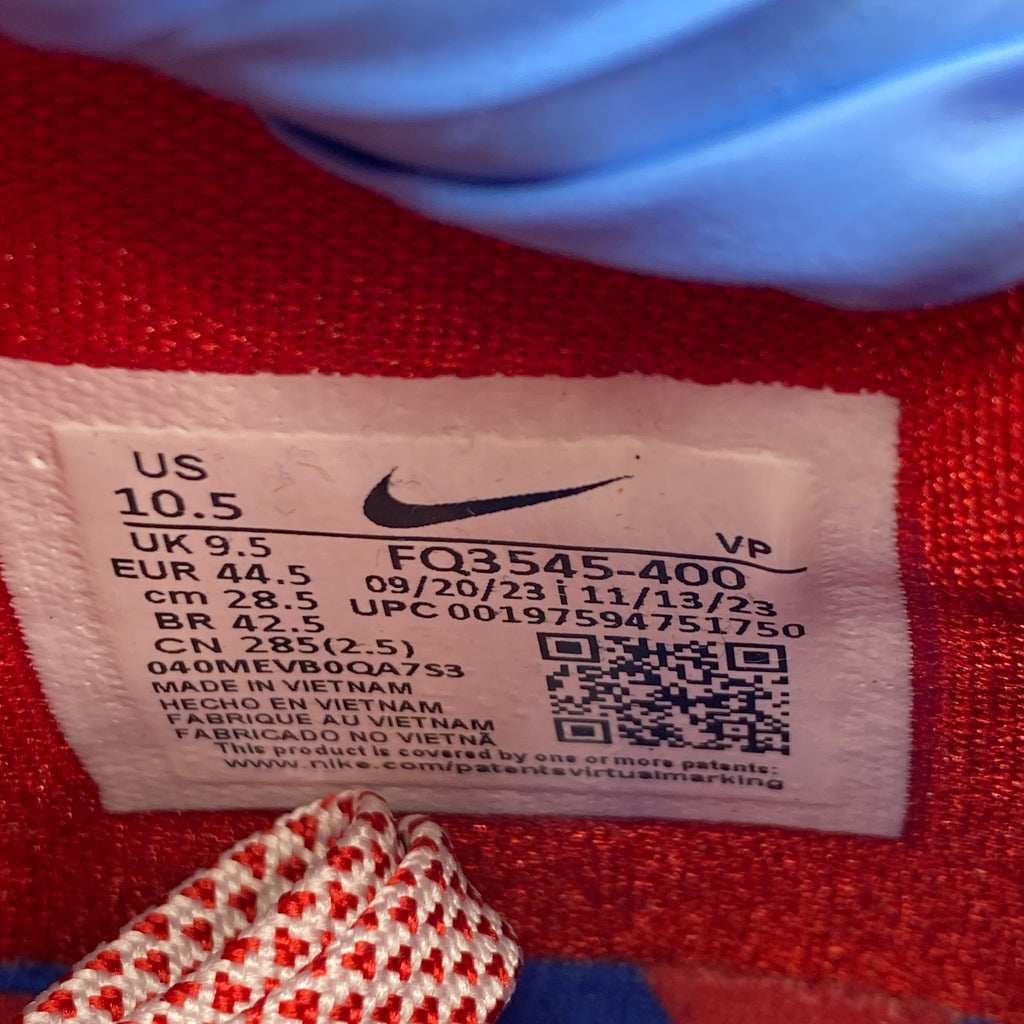 US
10.5
VP
UK 9.5
FQ3545-400
EUR 44.5
09/20/23 | 11/13/23
cm 28.5
UPC 00197594751750
BR 42.5
CN 285(2.5)
040MEVB0QA7S3
MADE IN VIETNAM
HECHO EN VIETNAM
FABRIQUE AU VIETNAM
FABRICADO NO VIETNÃ
This product is covered by one or more patents:
www.nike.com/patentsvirtualmarking